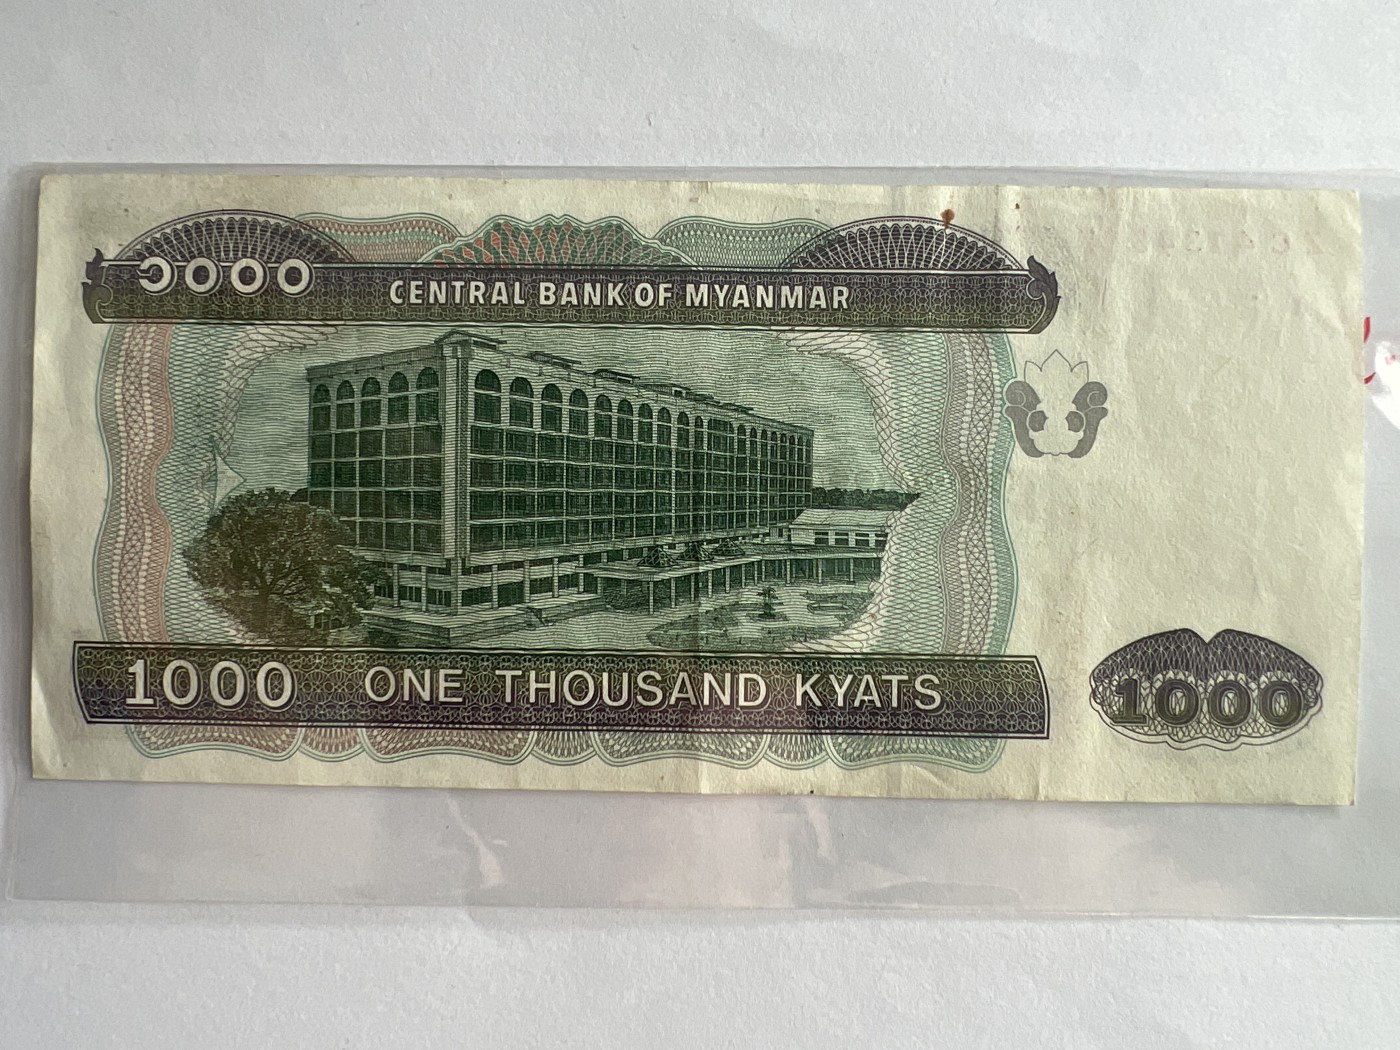 ၁၀၀၀
CENTRAL BANK OF MYANMAR
1000 ONE THOUSAND KYATS
1000